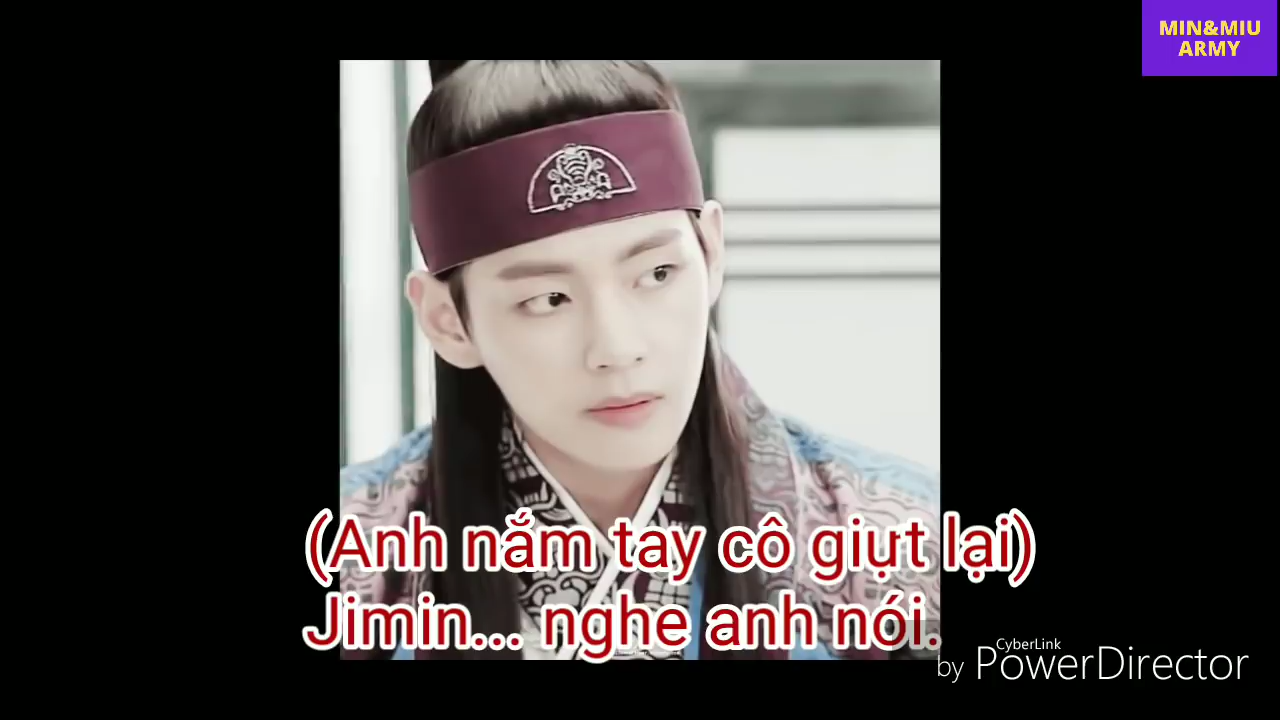 MIN&MIU
ARMY
(Anh nắm tay cô giựt lại)
Jimin... nghe anh nói.
CyberLink
by PowerDirector